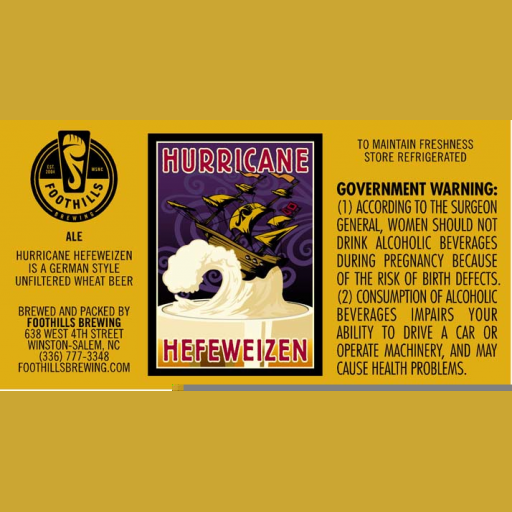 EST. 2004
WSNC
FOOTHILLS
BREWING
ALE
HURRICANE HEFEWEIZEN
IS A GERMAN STYLE
UNFILTERED WHEAT BEER
BREWED AND PACKED BY
FOOTHILLS BREWING
638 WEST 4TH STREET
WINSTON-SALEM, NC
(336) 777-3348
FOOTHILLSBREWING.COM
HURRICANE
HEFEWEIZEN
TO MAINTAIN FRESHNESS
STORE REFRIGERATED
GOVERNMENT WARNING:
(1) ACCORDING TO THE SURGEON
GENERAL, WOMEN SHOULD NOT
DRINK ALCOHOLIC BEVERAGES
DURING PREGNANCY BECAUSE
OF THE RISK OF BIRTH DEFECTS.
(2) CONSUMPTION OF ALCOHOLIC
BEVERAGES IMPAIRS YOUR
ABILITY TO DRIVE A CAR OR
OPERATE MACHINERY, AND MAY
CAUSE HEALTH PROBLEMS.